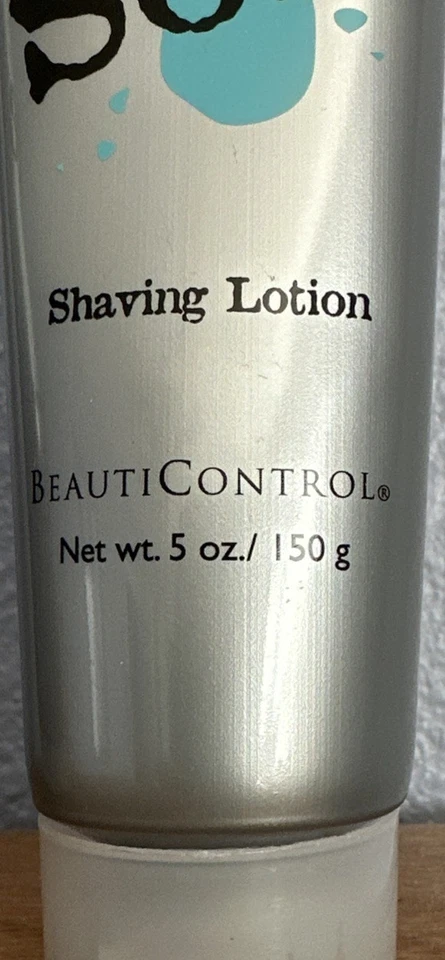 Shaving Lotion
BEAUTICONTROL®
Net wt. 5 oz./ 150 g